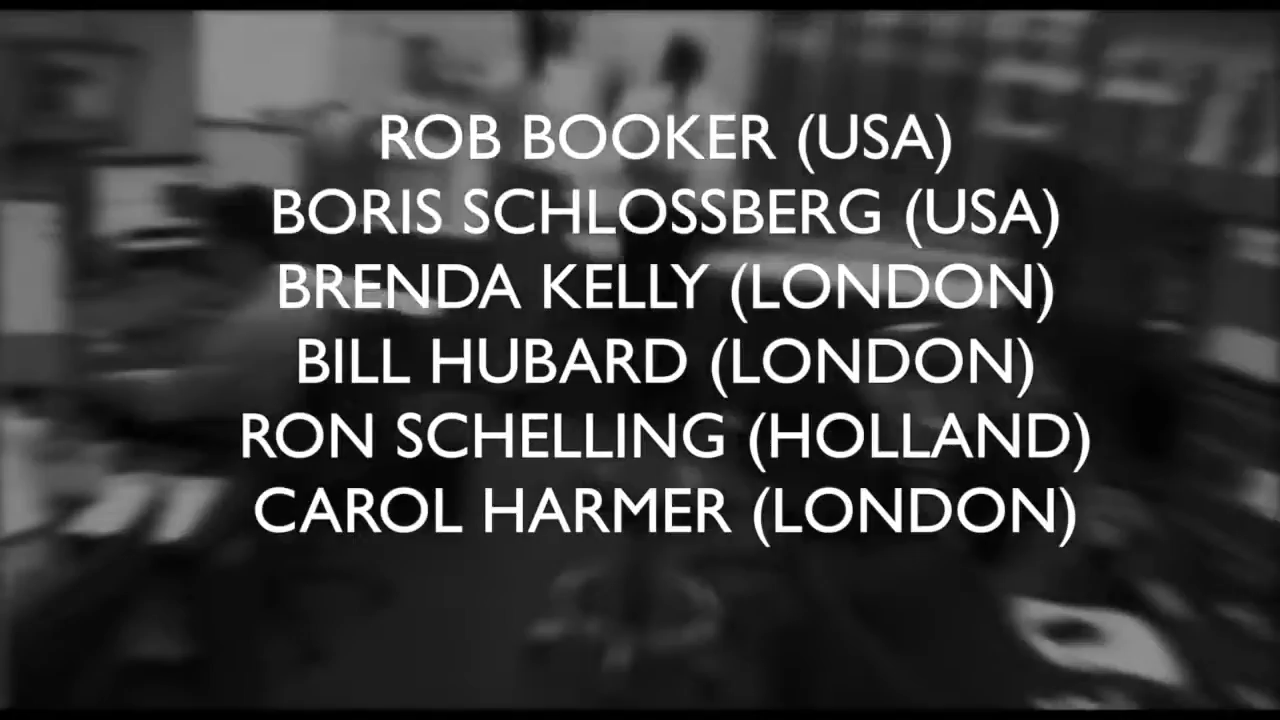 ROB BOOKER (USA)
BORIS SCHLOSSBERG (USA)
BRENDA KELLY (LONDON)
BILL HUBARD (LONDON)
RON SCHELLING (HOLLAND)
CAROL HARMER (LONDON)